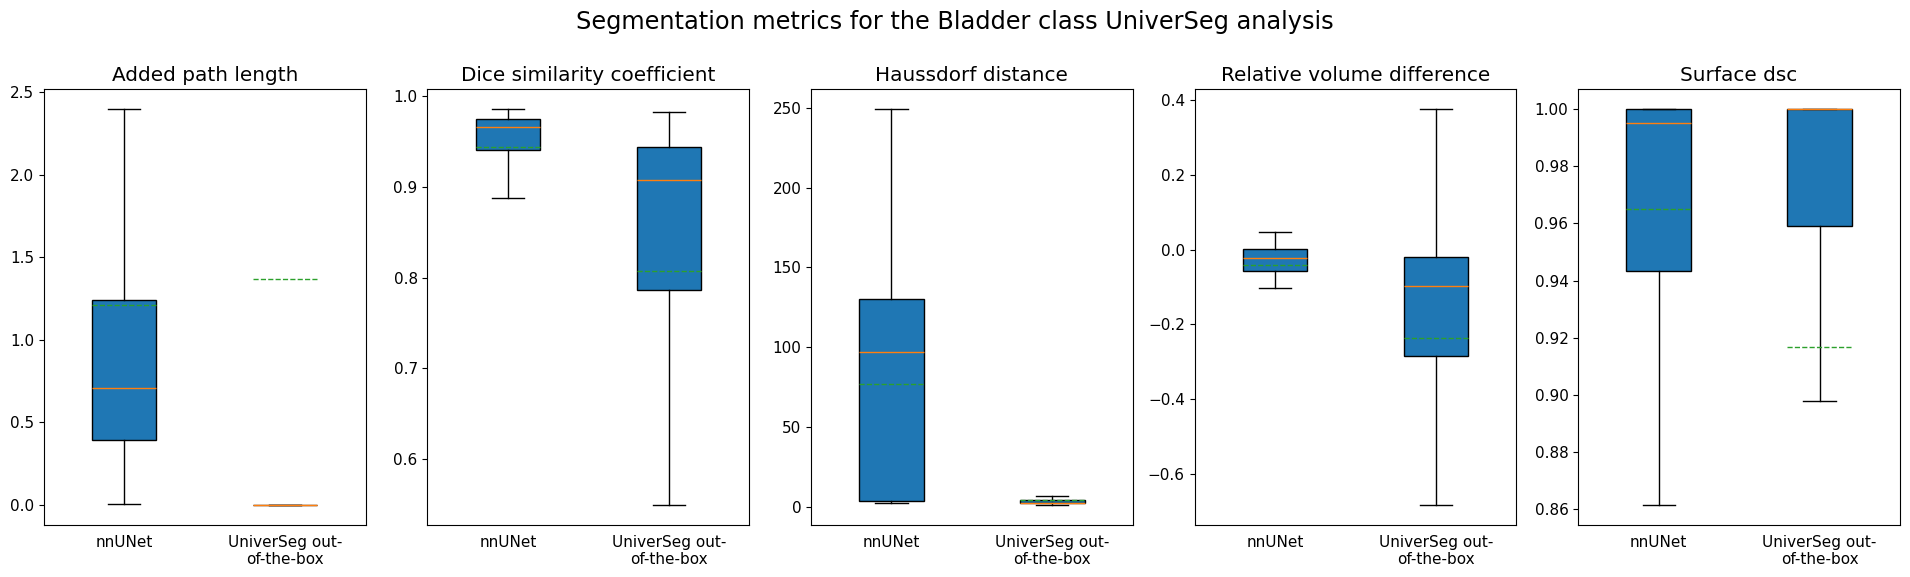 Segmentation metrics for the Bladder class UniverSeg analysis
Added path length
2.5
2.0
1.5
1.0
0.5
0.0
nnUNet
UniverSeg out-
of-the-box
Dice similarity coefficient
1.0
0.9
0.8
0.7
0.6
nnUNet
UniverSeg out-
of-the-box
Haussdorf distance
250
200
150
100
50
0
nnUNet
UniverSeg out-
of-the-box
Relative volume difference
0.4
0.2
0.0
−0.2
−0.4
−0.6
nnUNet
UniverSeg out-
of-the-box
Surface dsc
1.00
0.98
0.96
0.94
0.92
0.90
0.88
0.86
nnUNet
UniverSeg out-
of-the-box